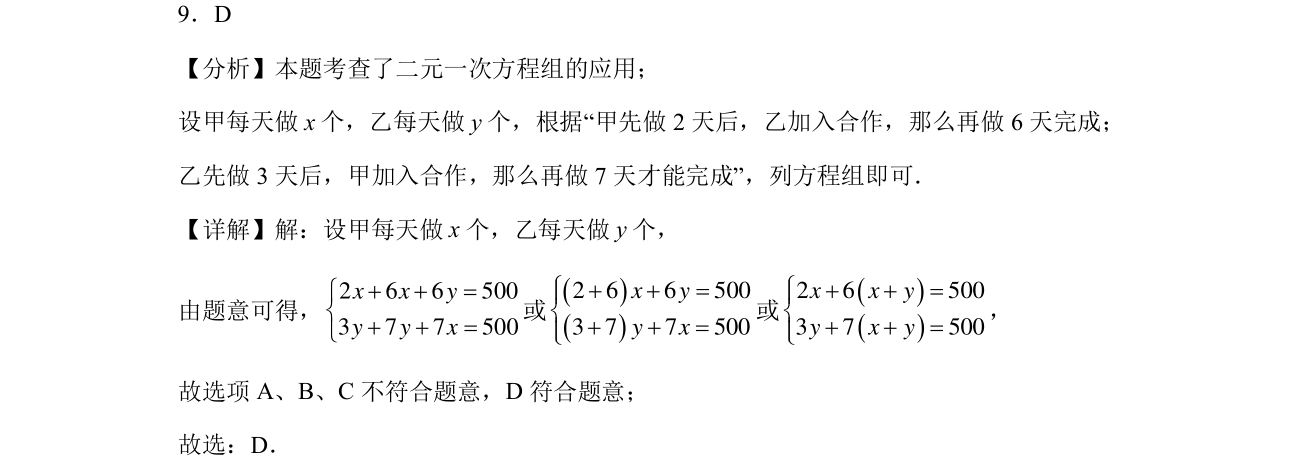 9．D
【分析】本题考查了二元一次方程组的应用；
设甲每天做 x 个，乙每天做 y 个，根据“甲先做 2 天后，乙加入合作，那么再做 6 天完成；
乙先做 3 天后，甲加入合作，那么再做 7 天才能完成”，列方程组即可．
【详解】解：设甲每天做 x 个，乙每天做 y 个，
由题意可得，{2x+6x+6y=500 3y+7y+7x=500 或 {(2+6)x+6y=500 (3+7)y+7x=500 或 {2x+6(x+y)=500 3y+7(x+y)=500 ，
故选项 A、B、C 不符合题意，D 符合题意；
故选：D．